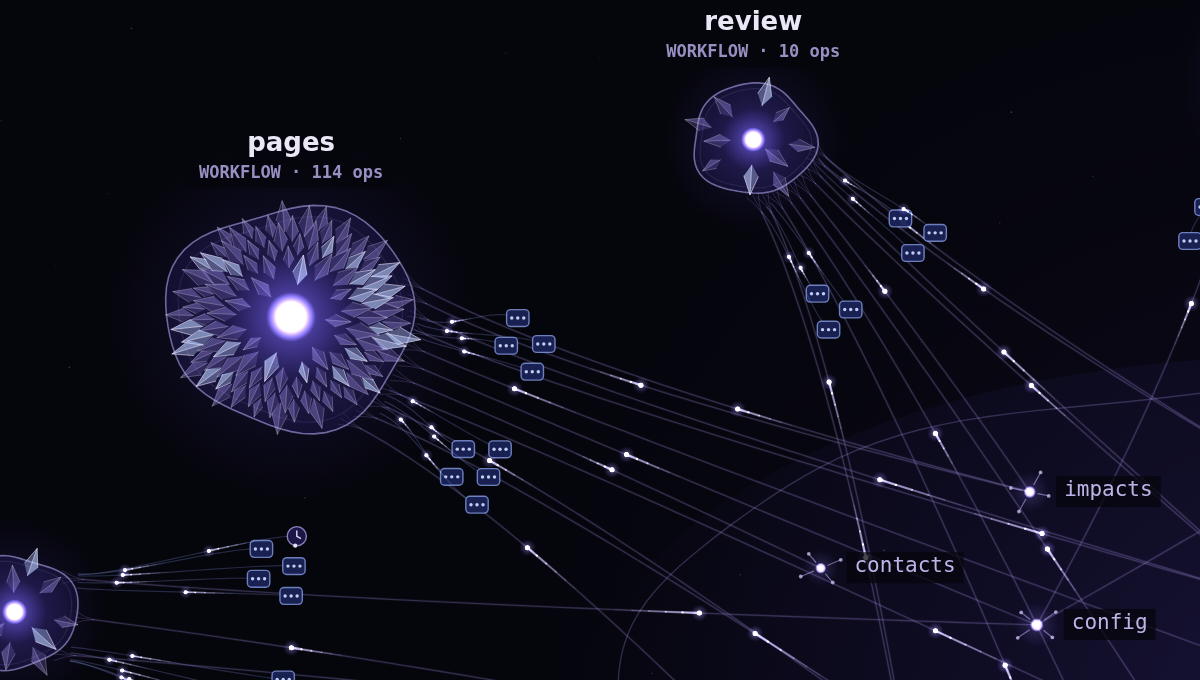 review
WORKFLOW · 10 ops
pages
WORKFLOW · 114 ops
impacts
contacts
config